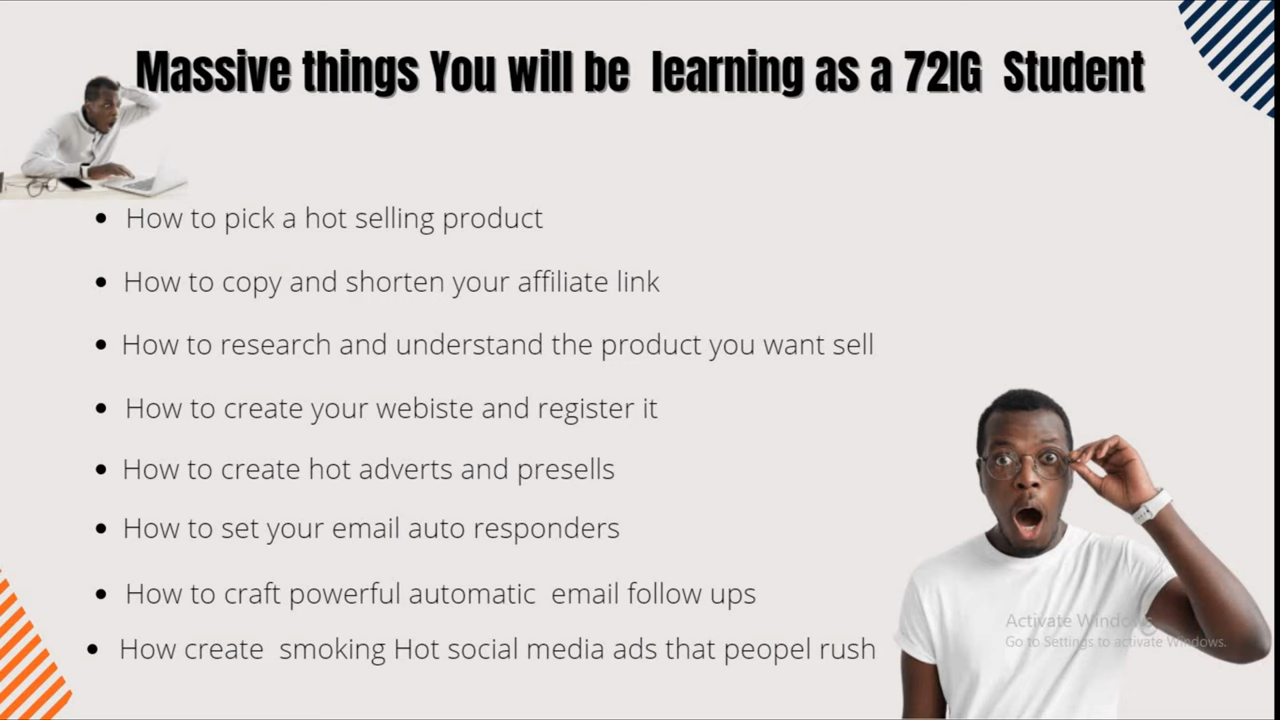 Massive things You will be learning as a 72IG Student
• How to pick a hot selling product
• How to copy and shorten your affiliate link
• How to research and understand the product you want sell
• How to create your webiste and register it
• How to create hot adverts and presells
• How to set your email auto responders
• How to craft powerful automatic email follow ups
• How create smoking Hot social media ads that peopel rush
Activate Windows
Go to Settings to activate Windows.